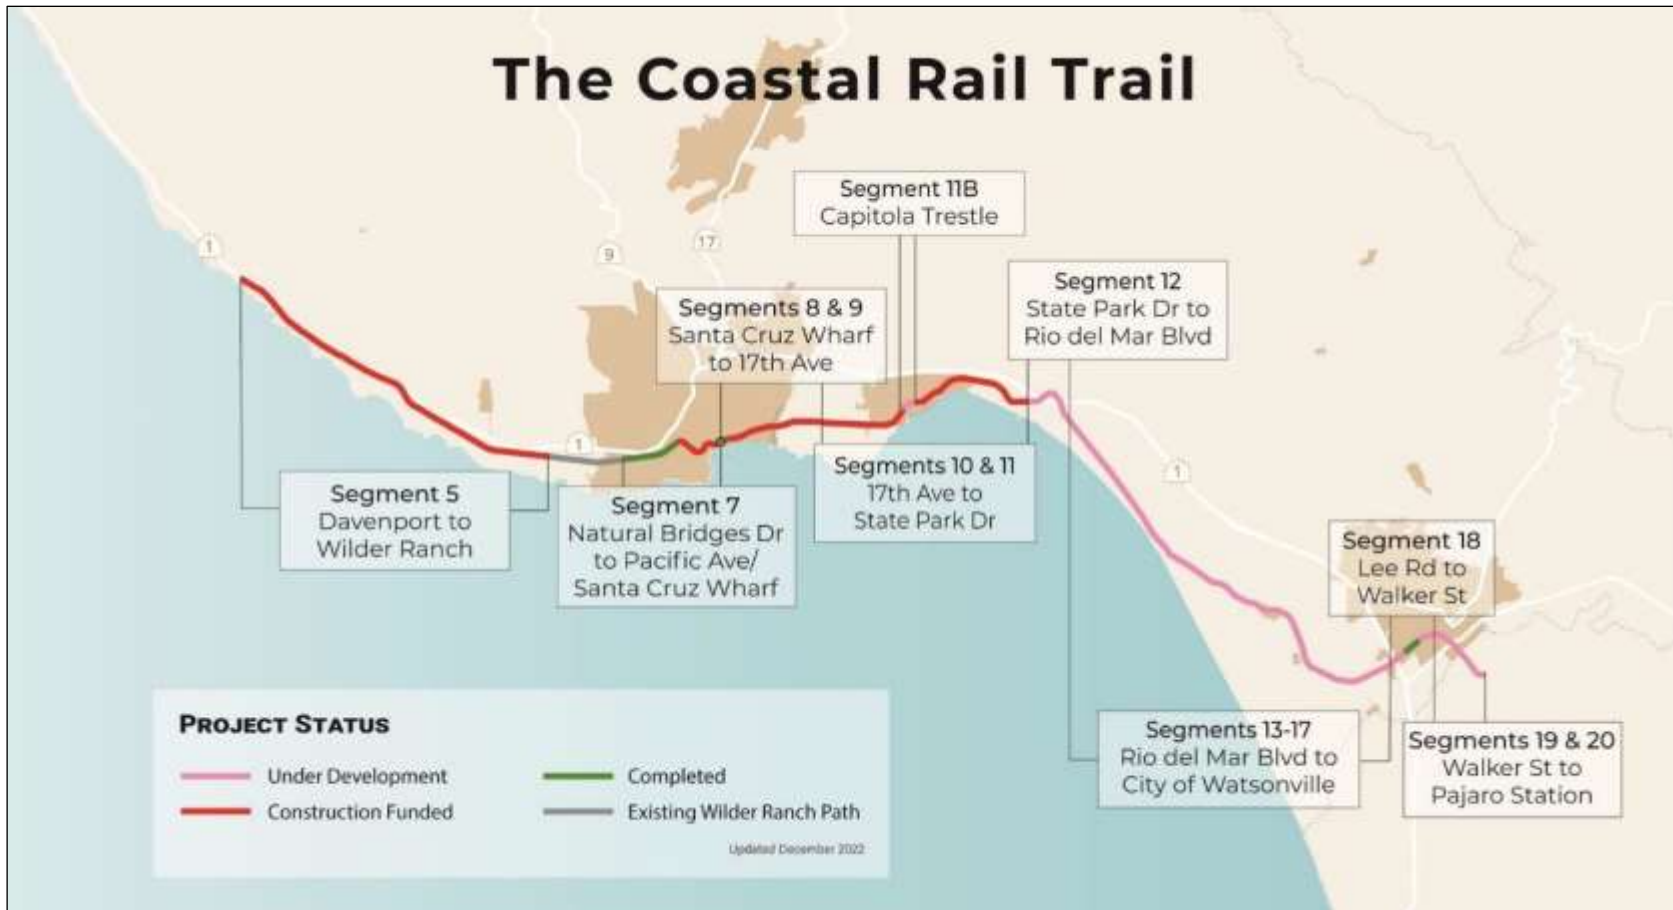 The Coastal Rail Trail
Segment 11B
Capitola Trestle
1
9
17
Segment 12
State Park Dr to
Rio del Mar Blvd
Segments 8 & 9
Santa Cruz Wharf
to 17th Ave
1
Segments 10 & 11
17th Ave to
State Park Dr
1
Segment 5
Davenport to
Wilder Ranch
Segment 7
Natural Bridges Dr
to Pacific Ave/
Santa Cruz Wharf
Segment 18
Lee Rd to
Walker St
Segments 13-17
Rio del Mar Blvd to
City of Watsonville
Segments 19 & 20
Walker St to
Pajaro Station
PROJECT STATUS
Under Development
Completed
Construction Funded
Existing Wilder Ranch Path
Updated December 2022